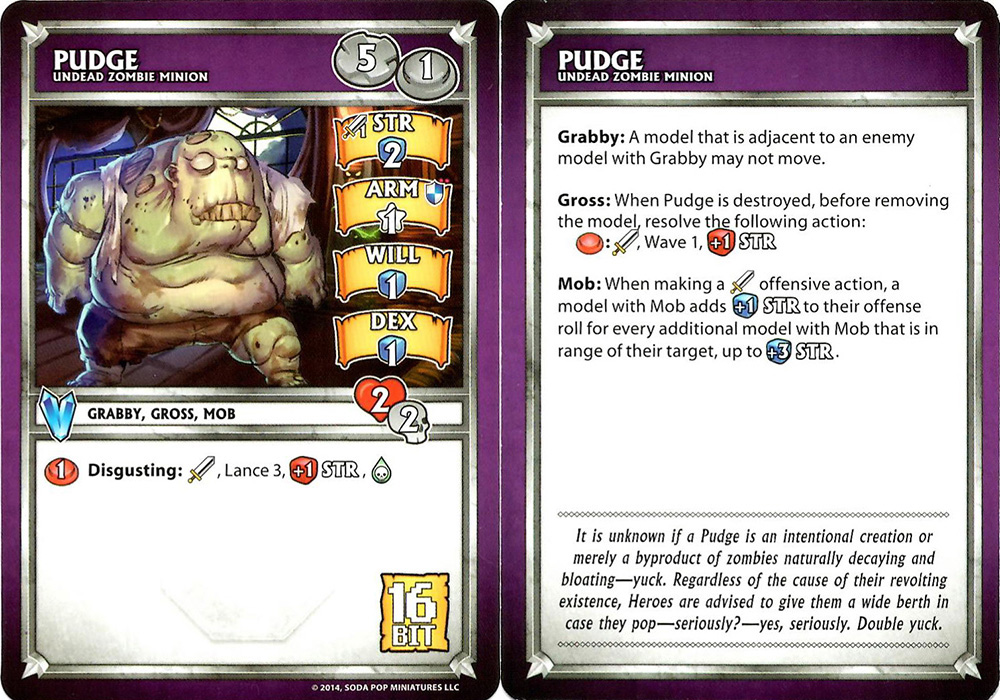 PUDGE
UNDEAD ZOMBIE MINION
5
1
STR
2
ARM
1
WILL
1
DEX
1
GRABBY, GROSS, MOB
2
2
1 Disgusting: , Lance 3, +1 STR ,
16
BIT
© 2014, SODA POP MINIATURES LLC
PUDGE
UNDEAD ZOMBIE MINION
Grabby: A model that is adjacent to an enemy
model with Grabby may not move.
Gross: When Pudge is destroyed, before removing
the model, resolve the following action:
: , Wave 1, +1 STR
Mob: When making a offensive action, a
model with Mob adds +1 STR to their offense
roll for every additional model with Mob that is in
range of their target, up to +3 STR.
It is unknown if a Pudge is an intentional creation or
merely a byproduct of zombies naturally decaying and
bloating—yuck. Regardless of the cause of their revolting
existence, Heroes are advised to give them a wide berth in
case they pop—seriously?—yes, seriously. Double yuck.